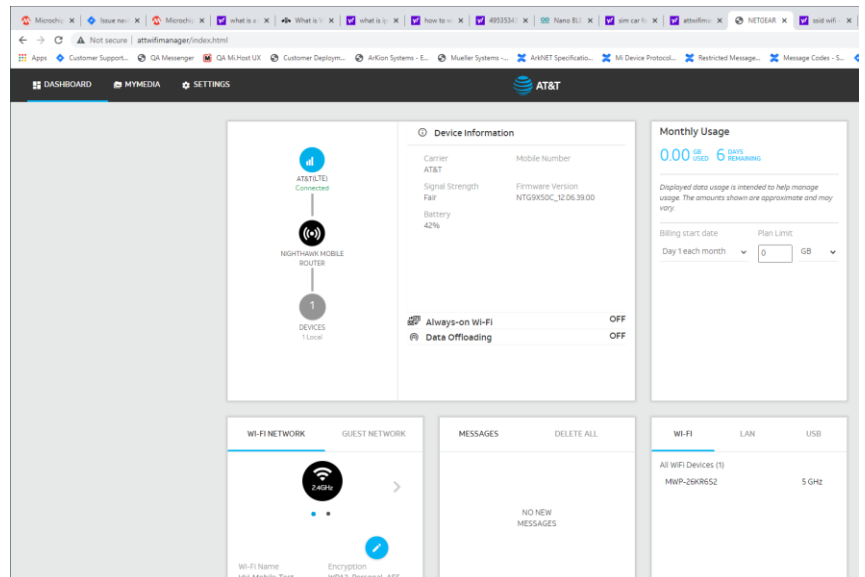 Microchip
Issue nav
Microchip
what is a
What is
what is ip
how to
4953534
Nano BLE
sim car h
attwifima
NETGEAR
ssid wifi -
Not secure | attwifimanager/index.html
Apps Customer Support... QA Messenger QA Mi.Host UX Customer Deploym... ArKion Systems - E... Mueller Systems -... ArkNET Specificatio... Mi Device Protocol... Restricted Message... Message Codes - S...
DASHBOARD MYMEDIA SETTINGS AT&T
AT&T(LTE)
Connected
NIGHTHAWK MOBILE
ROUTER
1
DEVICES
1 Local
Device Information
Carrier Mobile Number
AT&T
Signal Strength Firmware Version
Fair NTG9X50C_12.06.39.00
Battery
42%
Always-on Wi-Fi OFF
Data Offloading OFF
Monthly Usage
0.00 GB USED 6 DAYS REMAINING
Displayed data usage is intended to help manage
usage. The amounts shown are approximate and may
vary.
Billing start date Plan Limit
Day 1 each month 0 GB
WI-FI NETWORK GUEST NETWORK
2.4GHz
Wi-Fi Name Encryption
Mobile Test WPA2 Personal AES
MESSAGES DELETE ALL
NO NEW
MESSAGES
WI-FI LAN USB
All WiFi Devices (1)
MWP-26KR6S2 5 GHz